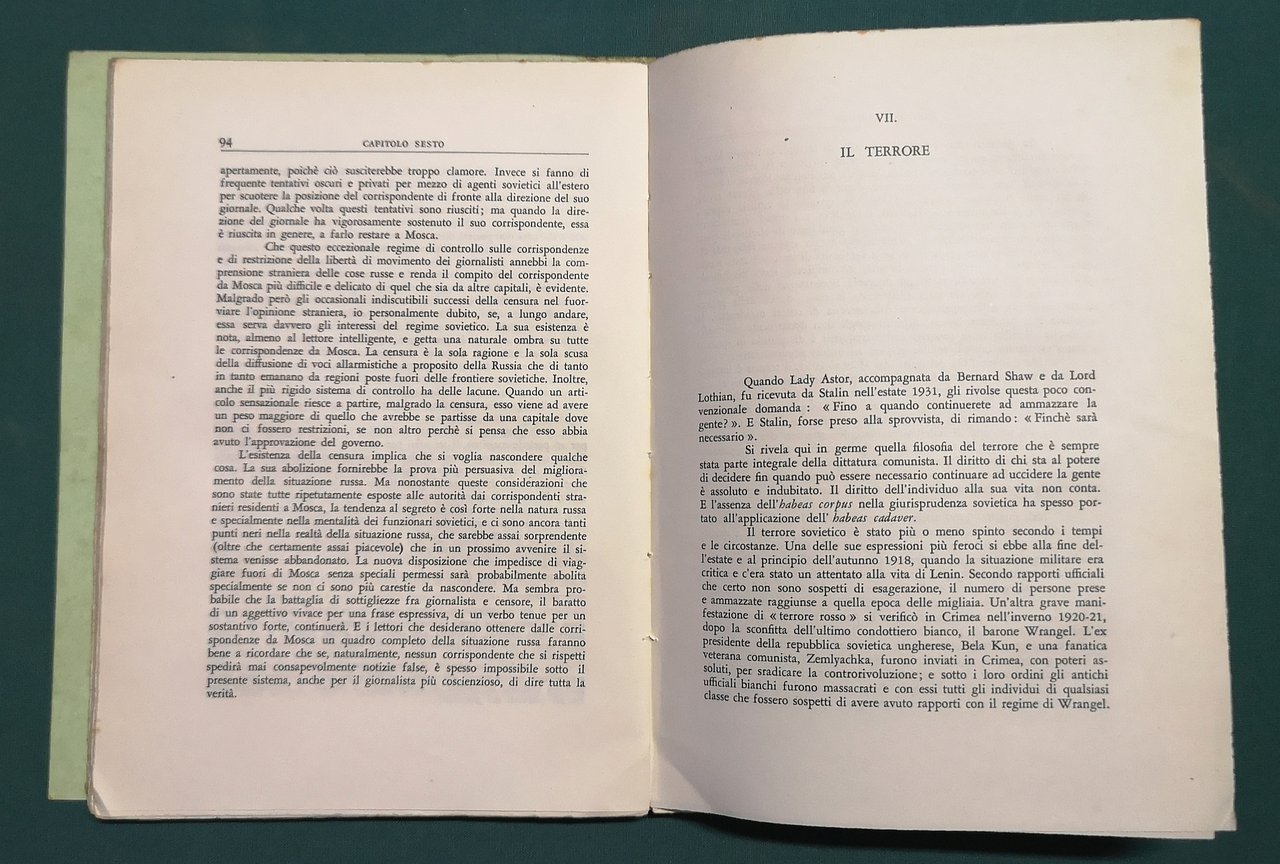 94
CAPITOLO SESTO
apertamente, poichè ciò susciterebbe troppo clamore. Invece si fanno di
frequente tentativi oscuri e privati per mezzo di agenti sovietici all'estero
per scuotere la posizione del corrispondente di fronte alla direzione del suo
giornale. Qualche volta questi tentativi sono riusciti; ma quando la dire-
zione del giornale ha vigorosamente sostenuto il suo corrispondente, essa
è riuscita in genere, a farlo restare a Mosca.
Che questo eccezionale regime di controllo sulle corrispondenze
e di restrizione della libertà di movimento dei giornalisti annebbi la com-
prensione straniera delle cose russe e renda il compito del corrispondente
da Mosca più difficile e delicato di quel che sia da altre capitali, è evidente.
Malgrado però gli occasionali indiscutibili successi della censura nel fuor-
viare l'opinione straniera, io personalmente dubito, se, a lungo andare,
essa serva davvero gli interessi del regime sovietico. La sua esistenza è
nota, almeno al lettore intelligente, e getta una naturale ombra su tutte
le corrispondenze da Mosca. La censura è la sola ragione e la sola scusa
della diffusione di voci allarmistiche a proposito della Russia che di tanto
in tanto emanano da regioni poste fuori delle frontiere sovietiche. Inoltre,
anche il più rigido sistema di controllo ha delle lacune. Quando un arti-
colo sensazionale riesce a partire, malgrado la censura, esso viene ad avere
un peso maggiore di quello che avrebbe se partisse da una capitale dove
non ci fossero restrizioni, se non altro perchè si pensa che esso abbia
avuto l'approvazione del governo.
L'esistenza della censura implica che si voglia nascondere qualche
cosa. La sua abolizione fornirebbe la prova più persuasiva del migliora-
mento della situazione russa. Ma nonostante queste considerazioni che
sono state tutte ripetutamente esposte alle autorità dai corrispondenti stra-
nieri residenti a Mosca, la tendenza al segreto è così forte nella natura russa
e specialmente nella mentalità dei funzionari sovietici, e ci sono ancora tanti
punti neri nella realtà della situazione russa, che sarebbe assai sorprendente
(oltre che certamente assai piacevole) che in un prossimo avvenire il si-
stema venisse abbandonato. La nuova disposizione che impedisce di viag-
giare fuori di Mosca senza speciali permessi sarà probabilmente abolita
specialmente se non ci sono più carestie da nascondere. Ma sembra pro-
babile che la battaglia di sottigliezze fra giornalista e censore, il baratto
di un aggettivo vivace per una frase espressiva, di un verbo tenue per un
sostantivo forte, continuerà. E i lettori che desiderano ottenere dalle corri-
spondenze da Mosca un quadro completo della situazione russa faranno
bene a ricordare che se, naturalmente, nessun corrispondente che si rispetti
spedirà mai consapevolmente notizie false, è spesso impossibile sotto il
presente sistema, anche per il giornalista più coscienzioso, di dire tutta la
verità.
VII.
IL TERRORE
Quando Lady Astor, accompagnata da Bernard Shaw e da Lord
Lothian, fu ricevuta da Stalin nell'estate 1931, gli rivolse questa poco con-
venzionale domanda : « Fino a quando continuerete ad ammazzare la
gente? ». E Stalin, forse preso alla sprovvista, di rimando: « Finchè sarà
necessario ».
Si rivela qui in germe quella filosofia del terrore che è sempre
stata parte integrale della dittatura comunista. Il diritto di chi sta al potere
di decidere fin quando può essere necessario continuare ad uccidere la gente
è assoluto e indubitato. Il diritto dell'individuo alla sua vita non conta.
E l'assenza dell'habeas corpus nella giurisprudenza sovietica ha spesso por-
tato all'applicazione dell' habeas cadaver.
Il terrore sovietico è stato più o meno spinto secondo i tempi
e le circostanze. Una delle sue espressioni più feroci si ebbe alla fine del-
l'estate e al principio dell'autunno 1918, quando la situazione militare era
critica e c'era stato un attentato alla vita di Lenin. Secondo rapporti ufficiali
che certo non sono sospetti di esagerazione, il numero di persone prese
e ammazzate raggiunse a quella epoca delle migliaia. Un'altra grave mani-
festazione di « terrore rosso » si verificò in Crimea nell'inverno 1920-21,
dopo la sconfitta dell'ultimo condottiero bianco, il barone Wrangel. L'ex
presidente della repubblica sovietica ungherese, Bela Kun, e una fanatica
veterana comunista, Zemlyachka, furono inviati in Crimea, con poteri as-
soluti, per sradicare la controrivoluzione; e sotto i loro ordini gli antichi
ufficiali bianchi furono massacrati e con essi tutti gli individui di qualsiasi
classe che fossero sospetti di avere avuto rapporti con il regime di Wrangel.